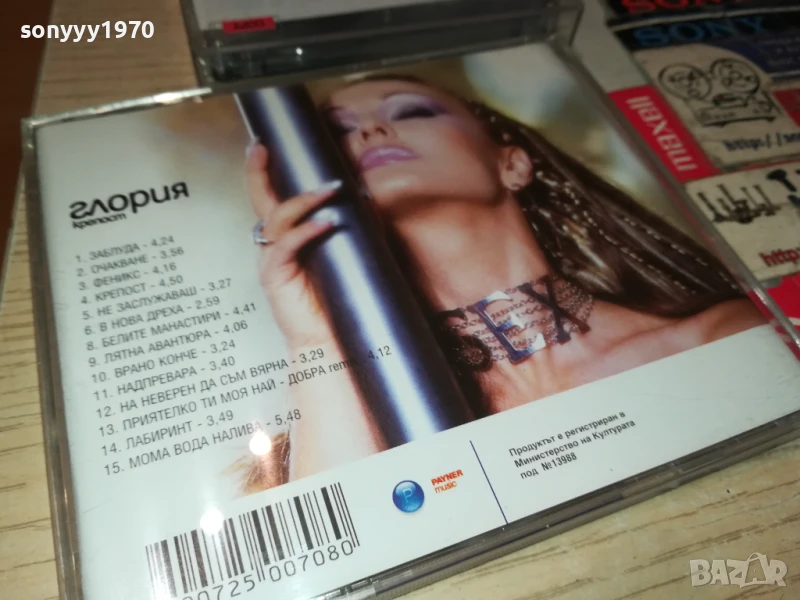 sonyyy1970
глория
крепост
1. ЗАБЛУДА - 4,24
2. ОЧАКВАНЕ - 3,56
3. ФЕНИКС - 4,16
4. КРЕПОСТ - 4,50
5. НЕ ЗАСЛУЖАВАШ - 3,27
6. В НОВА ДРЕХА - 2,59
8. БЕЛИТЕ МАНАСТИРИ - 4,41
9. ЛЯТНА АВАНТЮРА - 4,06
10. ВРАНО КОНЧЕ - 3,24
11. НАДПРЕВАРА - 3,40
12. НА НЕВЕРЕН ДА СЪМ ВЯРНА - 3,29
13. ПРИЯТЕЛКО ТИ МОЯ НАЙ - ДОБРА remix 4,12
14. ЛАБИРИНТ - 3,49
15. МОМА ВОДА НАЛИВА - 5,48
SEX
P
PAYNER
music
Продуктът е регистриран в
Министерство на Културата
под №13988
00725 007080
SONY
maxell
http://
http:
BAZAR